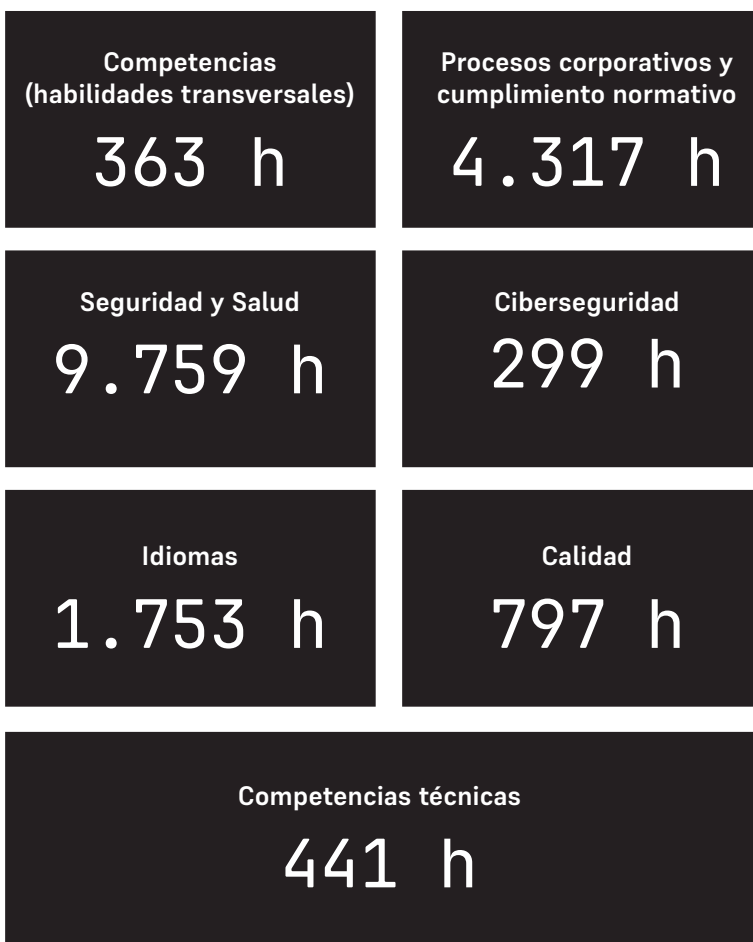 Competencias
(habilidades transversales)
363 h
Procesos corporativos y
cumplimiento normativo
4.317 h
Seguridad y Salud
9.759 h
Ciberseguridad
299 h
Idiomas
1.753 h
Calidad
797 h
Competencias técnicas
441 h